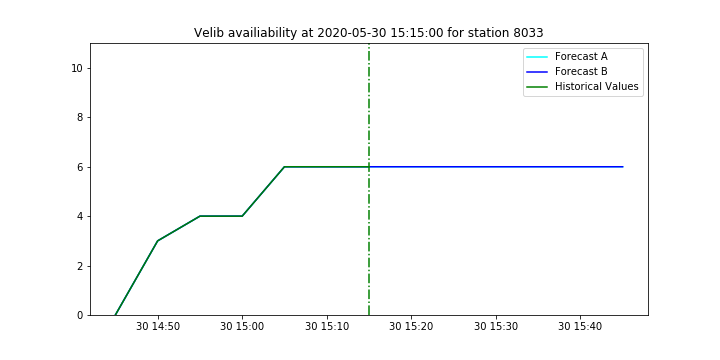 Velib availiability at 2020-05-30 15:15:00 for station 8033
Forecast A
Forecast B
Historical Values
10
8
6
4
2
0
30 14:50 30 15:00 30 15:10 30 15:20 30 15:30 30 15:40